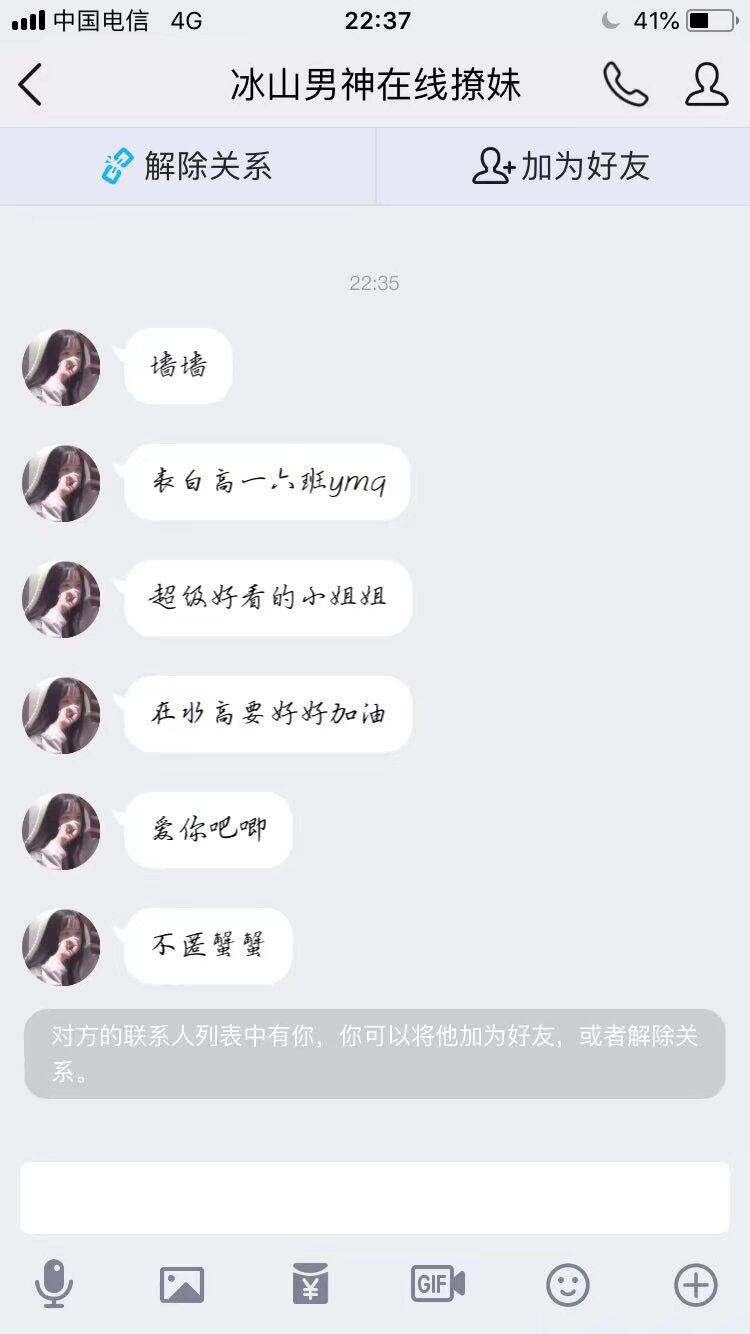 中国电信 4G 22:37 41%
冰山男神在线撩妹
解除关系 加为好友
22:35
墙墙
表白高一六班ymq
超级好看的小姐姐
在水高要好好加油
爱你吧唧
不匿蟹蟹
对方的联系人列表中有你，你可以将他加为好友，或者解除关
系。
GIF